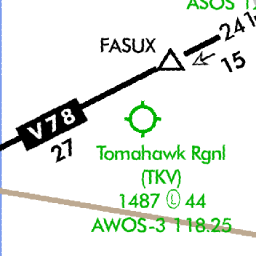 ASOS 1
FASUX
241
15
V78
27
Tomahawk Rgnl
(TKV)
1487 Ⓛ 44
AWOS-3 118.25